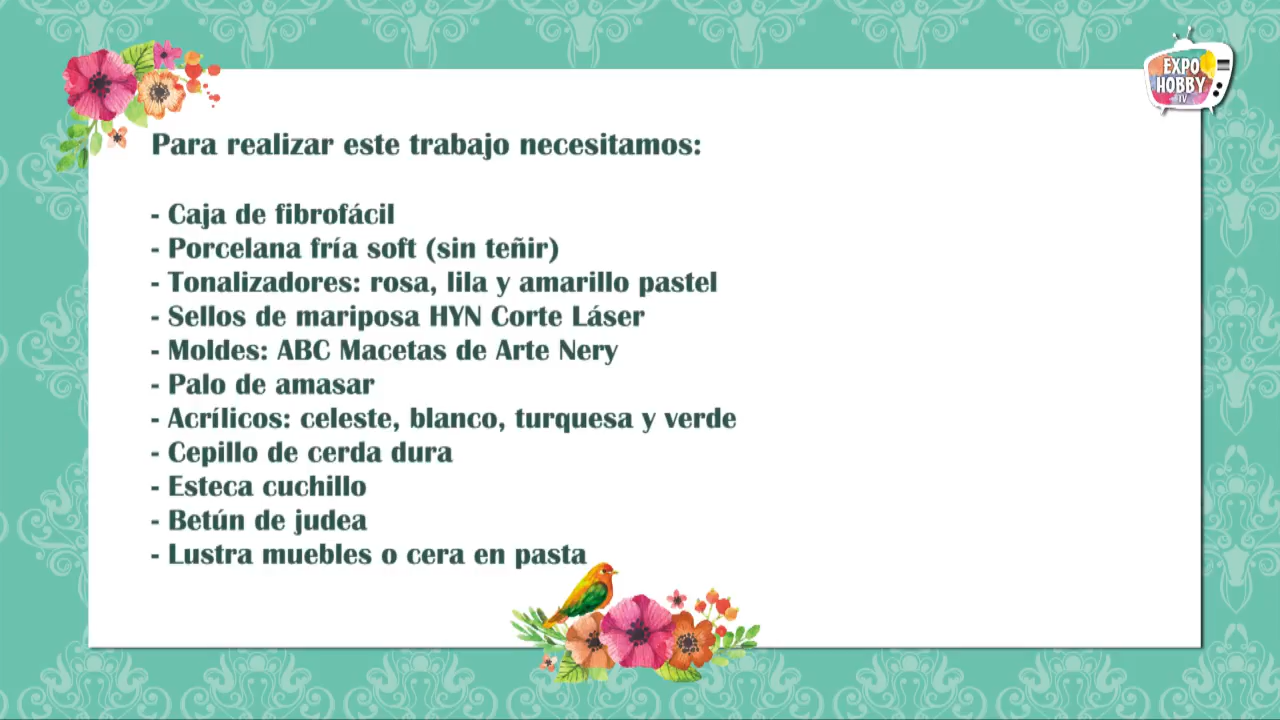 EXPO
HOBBY
TV
Para realizar este trabajo necesitamos:
- Caja de fibrofácil
- Porcelana fría soft (sin teñir)
- Tonalizadores: rosa, lila y amarillo pastel
- Sellos de mariposa HYN Corte Láser
- Moldes: ABC Macetas de Arte Nery
- Palo de amasar
- Acrílicos: celeste, blanco, turquesa y verde
- Cepillo de cerda dura
- Esteca cuchillo
- Betún de judea
- Lustra muebles o cera en pasta